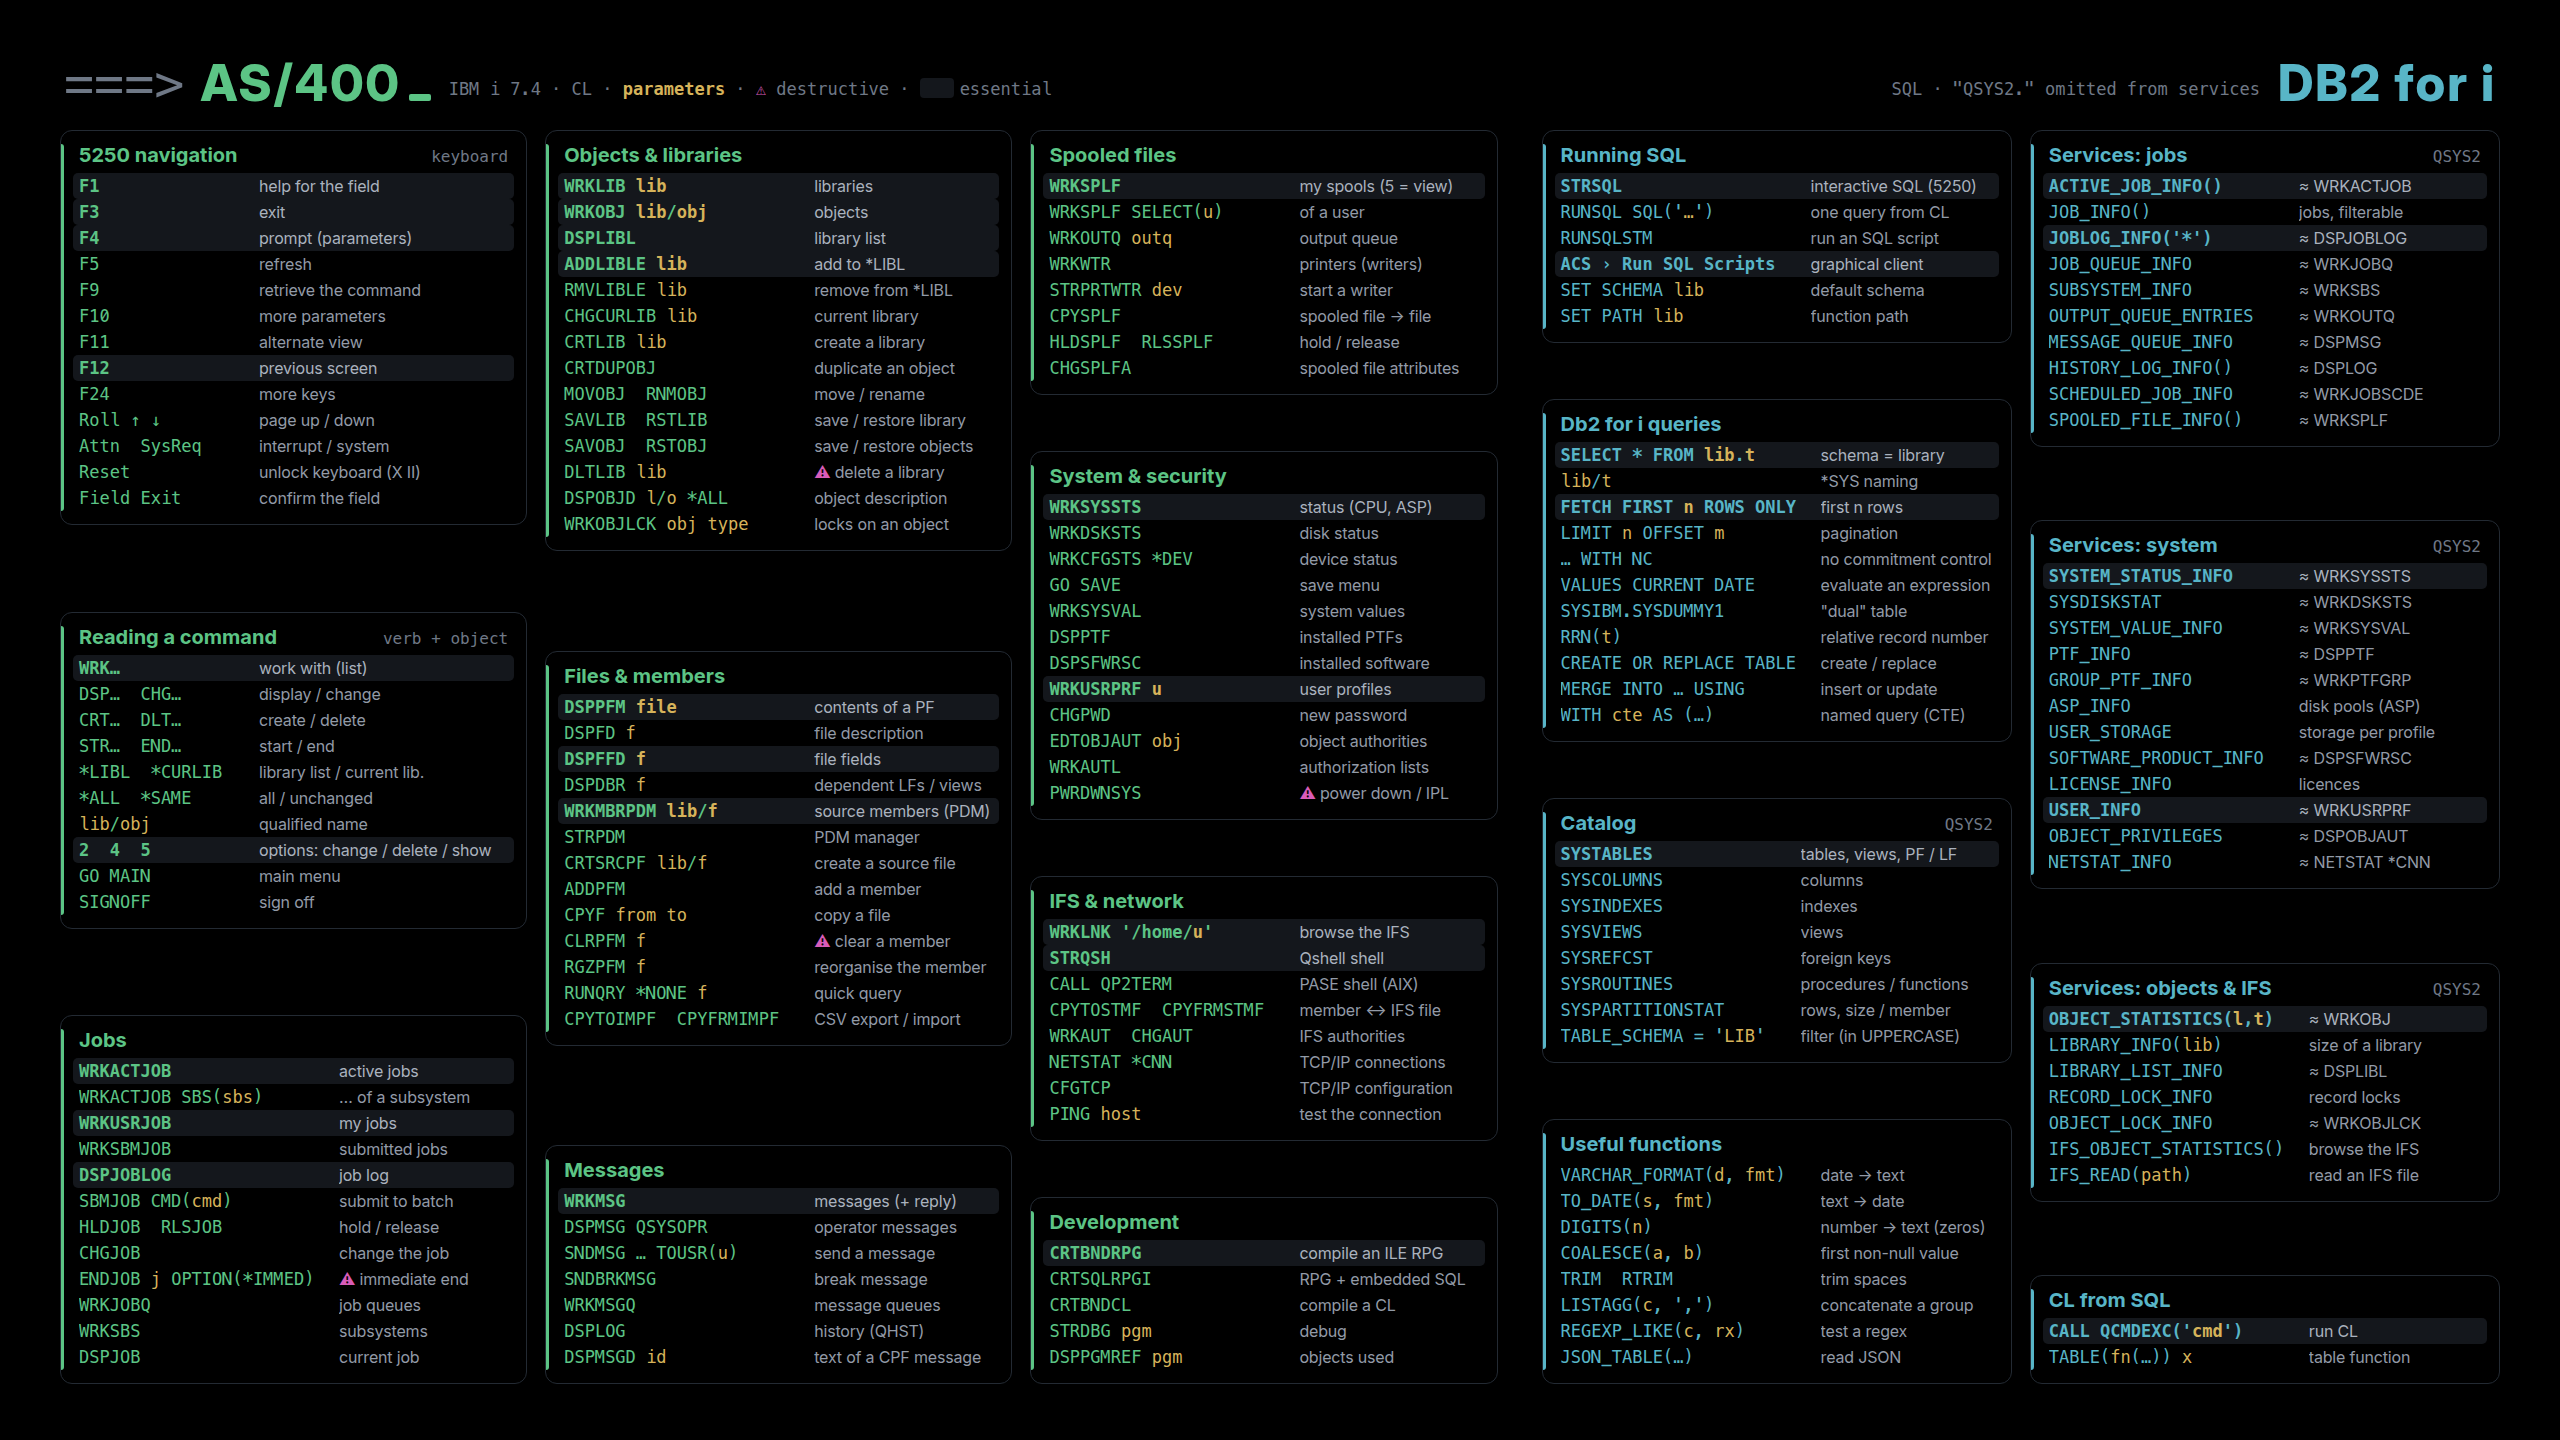 ===> AS/400_ IBM i 7.4 · CL · parameters · ⚠ destructive · essential
SQL · "QSYS2." omitted from services DB2 for i
5250 navigation keyboard
F1 help for the field
F3 exit
F4 prompt (parameters)
F5 refresh
F9 retrieve the command
F10 more parameters
F11 alternate view
F12 previous screen
F24 more keys
Roll ↑ ↓ page up / down
Attn SysReq interrupt / system
Reset unlock keyboard (X II)
Field Exit confirm the field
Reading a command verb + object
WRK… work with (list)
DSP… CHG… display / change
CRT… DLT… create / delete
STR… END… start / end
*LIBL *CURLIB library list / current lib.
*ALL *SAME all / unchanged
lib/obj qualified name
2 4 5 options: change / delete / show
GO MAIN main menu
SIGNOFF sign off
Jobs
WRKACTJOB active jobs
WRKACTJOB SBS(sbs) … of a subsystem
WRKUSRJOB my jobs
WRKSBMJOB submitted jobs
DSPJOBLOG job log
SBMJOB CMD(cmd) submit to batch
HLDJOB RLSJOB hold / release
CHGJOB change the job
ENDJOB j OPTION(*IMMED) ⚠ immediate end
WRKJOBQ job queues
WRKSBS subsystems
DSPJOB current job
Objects & libraries
WRKLIB lib libraries
WRKOBJ lib/obj objects
DSPLIBL library list
ADDLIBLE lib add to *LIBL
RMVLIBLE lib remove from *LIBL
CHGCURLIB lib current library
CRTLIB lib create a library
CRTDUPOBJ duplicate an object
MOVOBJ RNMOBJ move / rename
SAVLIB RSTLIB save / restore library
SAVOBJ RSTOBJ save / restore objects
DLTLIB lib ⚠ delete a library
DSPOBJD l/o *ALL object description
WRKOBJLCK obj type locks on an object
Files & members
DSPPFM file contents of a PF
DSPFD f file description
DSPFFD f file fields
DSPDBR f dependent LFs / views
WRKMBRPDM lib/f source members (PDM)
STRPDM PDM manager
CRTSRCPF lib/f create a source file
ADDPFM add a member
CPYF from to copy a file
CLRPFM f ⚠ clear a member
RGZPFM f reorganise the member
RUNQRY *NONE f quick query
CPYTOIMPF CPYFRMIMPF CSV export / import
Messages
WRKMSG messages (+ reply)
DSPMSG QSYSOPR operator messages
SNDMSG … TOUSR(u) send a message
SNDBRKMSG break message
WRKMSGQ message queues
DSPLOG history (QHST)
DSPMSGD id text of a CPF message
Spooled files
WRKSPLF my spools (5 = view)
WRKSPLF SELECT(u) of a user
WRKOUTQ outq output queue
WRKWTR printers (writers)
STRPRTWTR dev start a writer
CPYSPLF spooled file → file
HLDSPLF RLSSPLF hold / release
CHGSPLFA spooled file attributes
System & security
WRKSYSSTS status (CPU, ASP)
WRKDSKSTS disk status
WRKCFGSTS *DEV device status
GO SAVE save menu
WRKSYSVAL system values
DSPPTF installed PTFs
DSPSFWRSC installed software
WRKUSRPRF u user profiles
CHGPWD new password
EDTOBJAUT obj object authorities
WRKAUTL authorization lists
PWRDWNSYS ⚠ power down / IPL
IFS & network
WRKLNK '/home/u' browse the IFS
STRQSH Qshell shell
CALL QP2TERM PASE shell (AIX)
CPYTOSTMF CPYFRMSTMF member ↔ IFS file
WRKAUT CHGAUT IFS authorities
NETSTAT *CNN TCP/IP connections
CFGTCP TCP/IP configuration
PING host test the connection
Development
CRTBNDRPG compile an ILE RPG
CRTSQLRPGI RPG + embedded SQL
CRTBNDCL compile a CL
STRDBG pgm debug
DSPPGMREF pgm objects used
Running SQL
STRSQL interactive SQL (5250)
RUNSQL SQL('…') one query from CL
RUNSQLSTM run an SQL script
ACS › Run SQL Scripts graphical client
SET SCHEMA lib default schema
SET PATH lib function path
Db2 for i queries
SELECT * FROM lib.t schema = library
lib/t *SYS naming
FETCH FIRST n ROWS ONLY first n rows
LIMIT n OFFSET m pagination
… WITH NC no commitment control
VALUES CURRENT DATE evaluate an expression
SYSIBM.SYSDUMMY1 "dual" table
RRN(t) relative record number
CREATE OR REPLACE TABLE create / replace
MERGE INTO … USING insert or update
WITH cte AS (…) named query (CTE)
Catalog QSYS2
SYSTABLES tables, views, PF / LF
SYSCOLUMNS columns
SYSINDEXES indexes
SYSVIEWS views
SYSREFCST foreign keys
SYSROUTINES procedures / functions
SYSPARTITIONSTAT rows, size / member
TABLE_SCHEMA = 'LIB' filter (in UPPERCASE)
Useful functions
VARCHAR_FORMAT(d, fmt) date → text
TO_DATE(s, fmt) text → date
DIGITS(n) number → text (zeros)
COALESCE(a, b) first non-null value
TRIM RTRIM trim spaces
LISTAGG(c, ',') concatenate a group
REGEXP_LIKE(c, rx) test a regex
JSON_TABLE(…) read JSON
Services: jobs QSYS2
ACTIVE_JOB_INFO() ≈ WRKACTJOB
JOB_INFO() jobs, filterable
JOBLOG_INFO('*') ≈ DSPJOBLOG
JOB_QUEUE_INFO ≈ WRKJOBQ
SUBSYSTEM_INFO ≈ WRKSBS
OUTPUT_QUEUE_ENTRIES ≈ WRKOUTQ
MESSAGE_QUEUE_INFO ≈ DSPMSG
HISTORY_LOG_INFO() ≈ DSPLOG
SCHEDULED_JOB_INFO ≈ WRKJOBSCDE
SPOOLED_FILE_INFO() ≈ WRKSPLF
Services: system QSYS2
SYSTEM_STATUS_INFO ≈ WRKSYSSTS
SYSDISKSTAT ≈ WRKDSKSTS
SYSTEM_VALUE_INFO ≈ WRKSYSVAL
PTF_INFO ≈ DSPPTF
GROUP_PTF_INFO ≈ WRKPTFGRP
ASP_INFO disk pools (ASP)
USER_STORAGE storage per profile
SOFTWARE_PRODUCT_INFO ≈ DSPSFWRSC
LICENSE_INFO licences
USER_INFO ≈ WRKUSRPRF
OBJECT_PRIVILEGES ≈ DSPOBJAUT
NETSTAT_INFO ≈ NETSTAT *CNN
Services: objects & IFS QSYS2
OBJECT_STATISTICS(l,t) ≈ WRKOBJ
LIBRARY_INFO(lib) size of a library
LIBRARY_LIST_INFO ≈ DSPLIBL
RECORD_LOCK_INFO record locks
OBJECT_LOCK_INFO ≈ WRKOBJLCK
IFS_OBJECT_STATISTICS() browse the IFS
IFS_READ(path) read an IFS file
CL from SQL
CALL QCMDEXC('cmd') run CL
TABLE(fn(…)) x table function